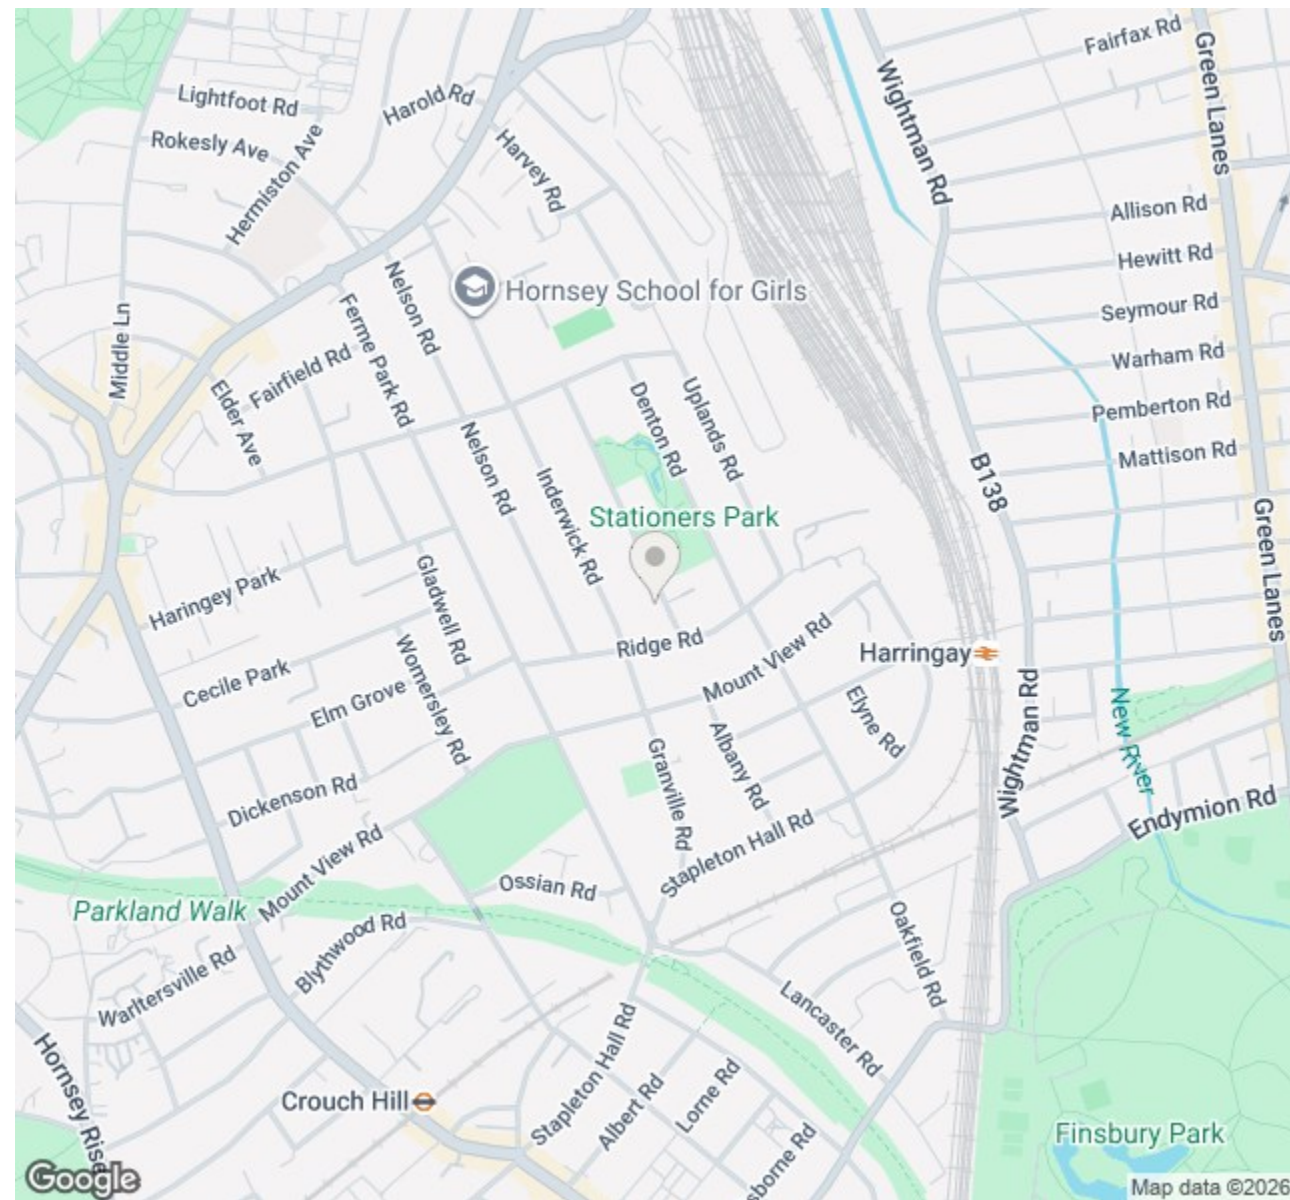 Fairfax Rd
Green Lanes
Wightman Rd
Lightfoot Rd
Harold Rd
Rokesly Ave
Hermiston Ave
Harvey Rd
Allison Rd
Hewitt Rd
Nelson Rd
Hornsey School for Girls
Seymour Rd
Middle Ln
Ferme Park Rd
Fairfield Rd
Warham Rd
Elder Ave
Denton Rd
Uplands Rd
Pemberton Rd
Nelson Rd
Mattison Rd
B138
Inderwick Rd
Stationers Park
Green Lanes
Haringey Park
Gladwell Rd
Ridge Rd
Mount View Rd
Harringay
Cecile Park
Womersley Rd
Elm Grove
Elyne Rd
Wightman Rd
New River
Albany Rd
Granville Rd
Dickenson Rd
Endymion Rd
Mount View Rd
Stapleton Hall Rd
Ossian Rd
Parkland Walk
Blythwood Rd
Oakfield Rd
Warltersville Rd
Lancaster Rd
Hornsey Rise
Stapleton Hall Rd
Crouch Hill
Albert Rd
Lorne Rd
Finsbury Park
sborne Rd
Google
Map data ©2026